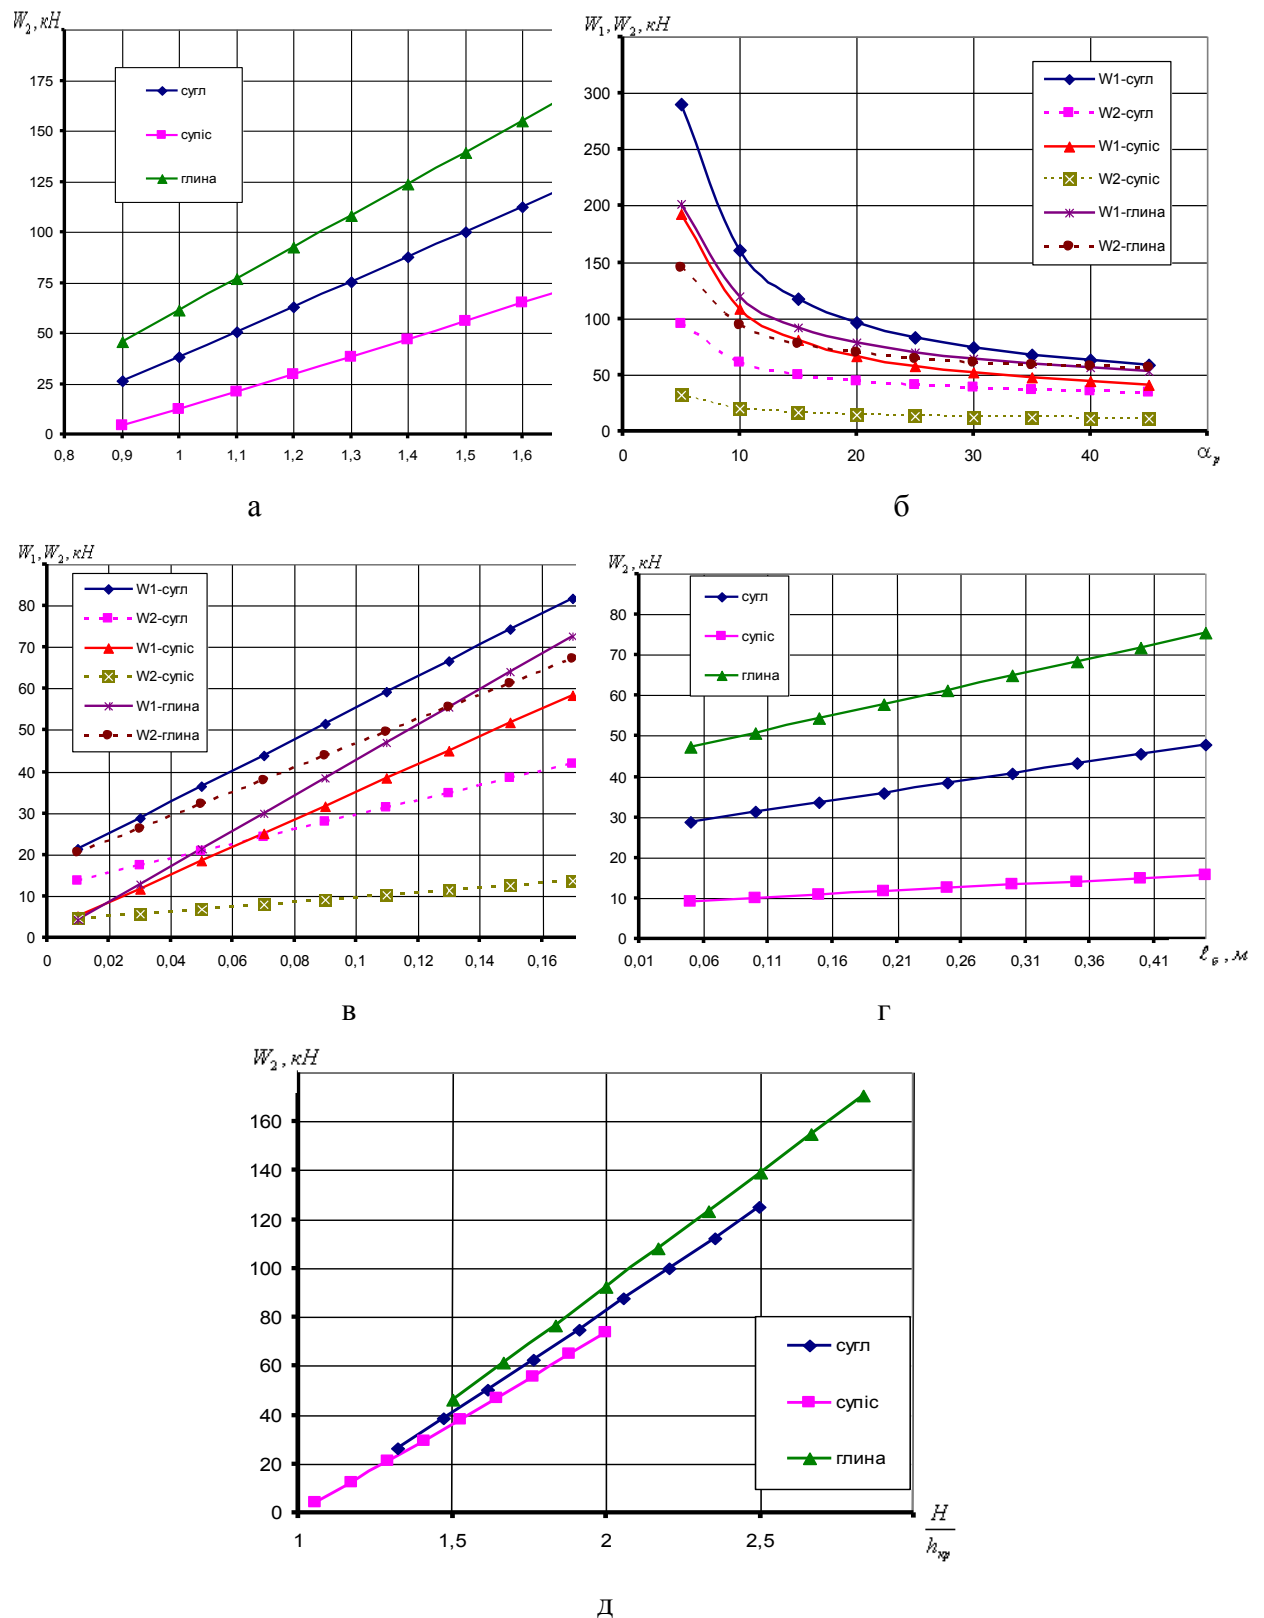 W₂, кН
175
150
125
100
75
50
25
0
0,8 0,9 1 1,1 1,2 1,3 1,4 1,5 1,6
сугл
супіс
глина
а
W₁, W₂, кН
300
250
200
150
100
50
0
0 10 20 30 40 αₚ
W1-сугл
W2-сугл
W1-супіс
W2-супіс
W1-глина
W2-глина
б
W₁, W₂, кН
80
70
60
50
40
30
20
10
0
0 0,02 0,04 0,06 0,08 0,10 0,12 0,14 0,16
W1-сугл
W2-сугл
W1-супіс
W2-супіс
W1-глина
W2-глина
в
W₂, кН
80
70
60
50
40
30
20
10
0
0,01 0,06 0,11 0,16 0,21 0,26 0,31 0,36 0,41 ℓ , м
сугл
супіс
глина
г
W₂, кН
160
140
120
100
80
60
40
20
0
1 1,5 2 2,5
H
hкр
сугл
супіс
глина
д